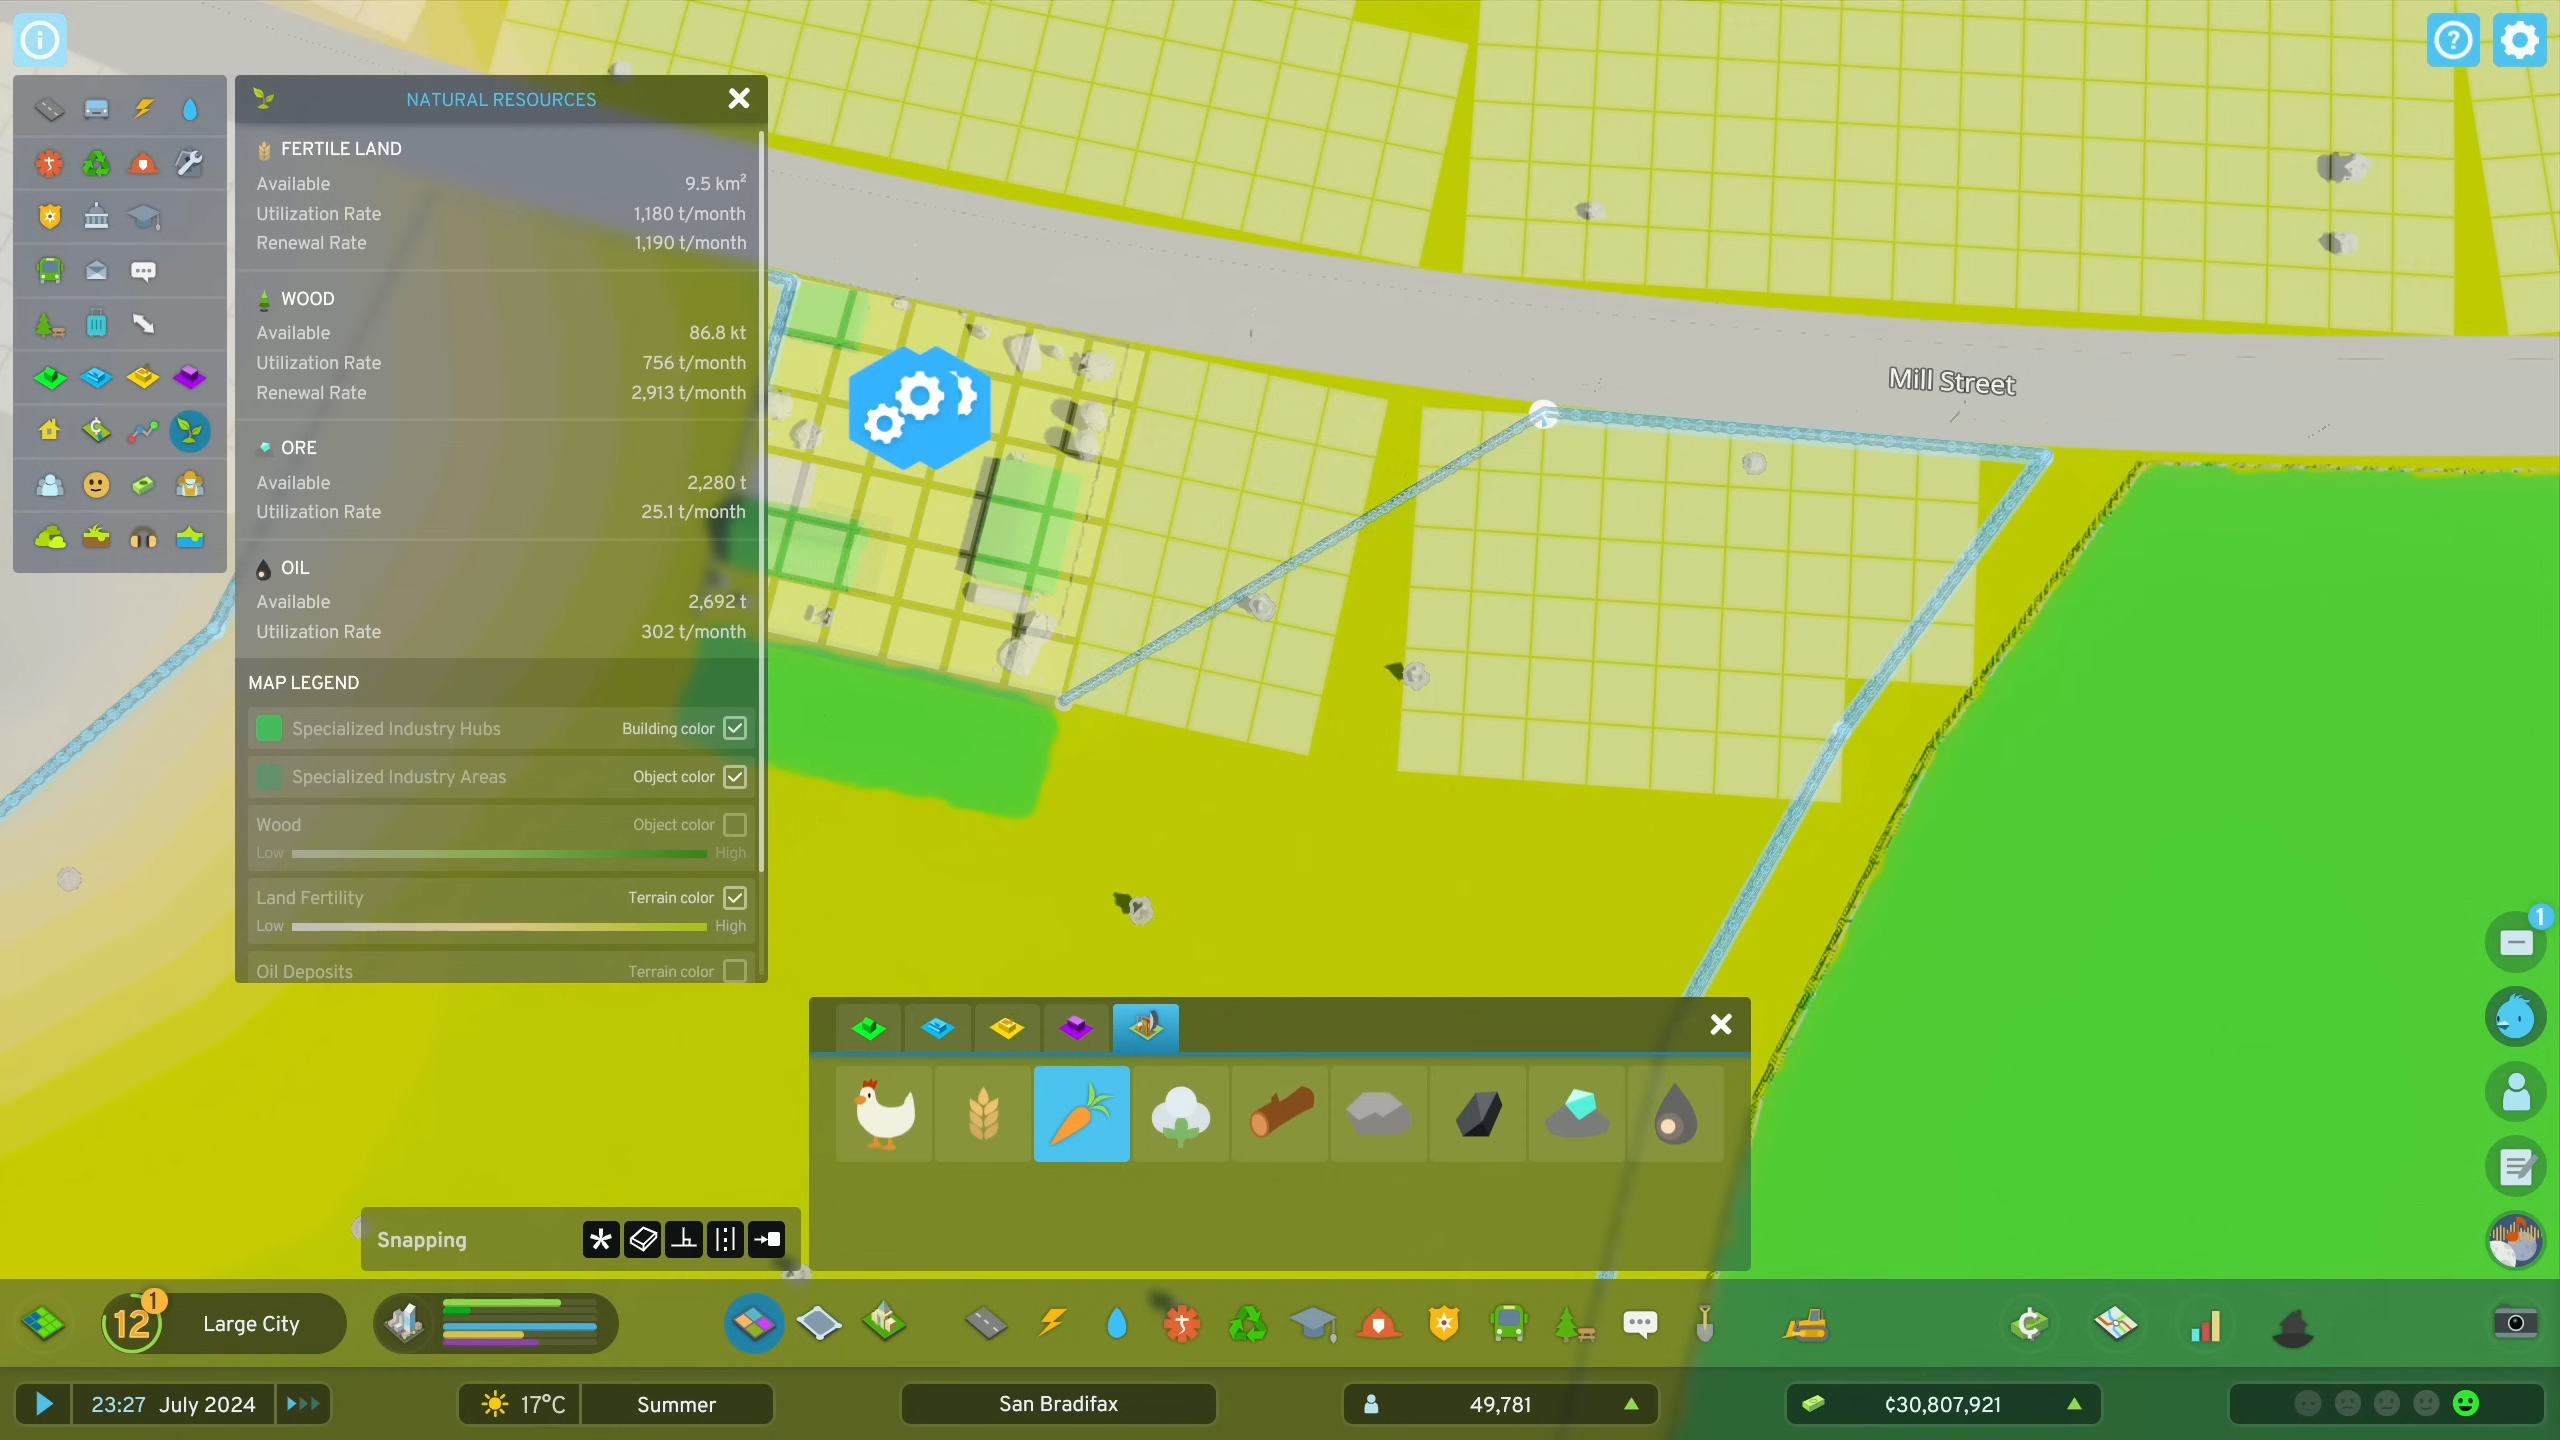 NATURAL RESOURCES
FERTILE LAND
Available 9.5 km²
Utilization Rate 1,180 t/month
Renewal Rate 1,190 t/month
WOOD
Available 86.8 kt
Utilization Rate 756 t/month
Renewal Rate 2,913 t/month
ORE
Available 2,280 t
Utilization Rate 25.1 t/month
OIL
Available 2,692 t
Utilization Rate 302 t/month
MAP LEGEND
Specialized Industry Hubs Building color
Specialized Industry Areas Object color
Wood Object color
Low High
Land Fertility Terrain color
Low High
Oil Deposits Terrain color
Mill Street
1
Snapping
12 1 Large City
23:27 July 2024 17°C Summer San Bradifax 49,781 ¢30,807,921